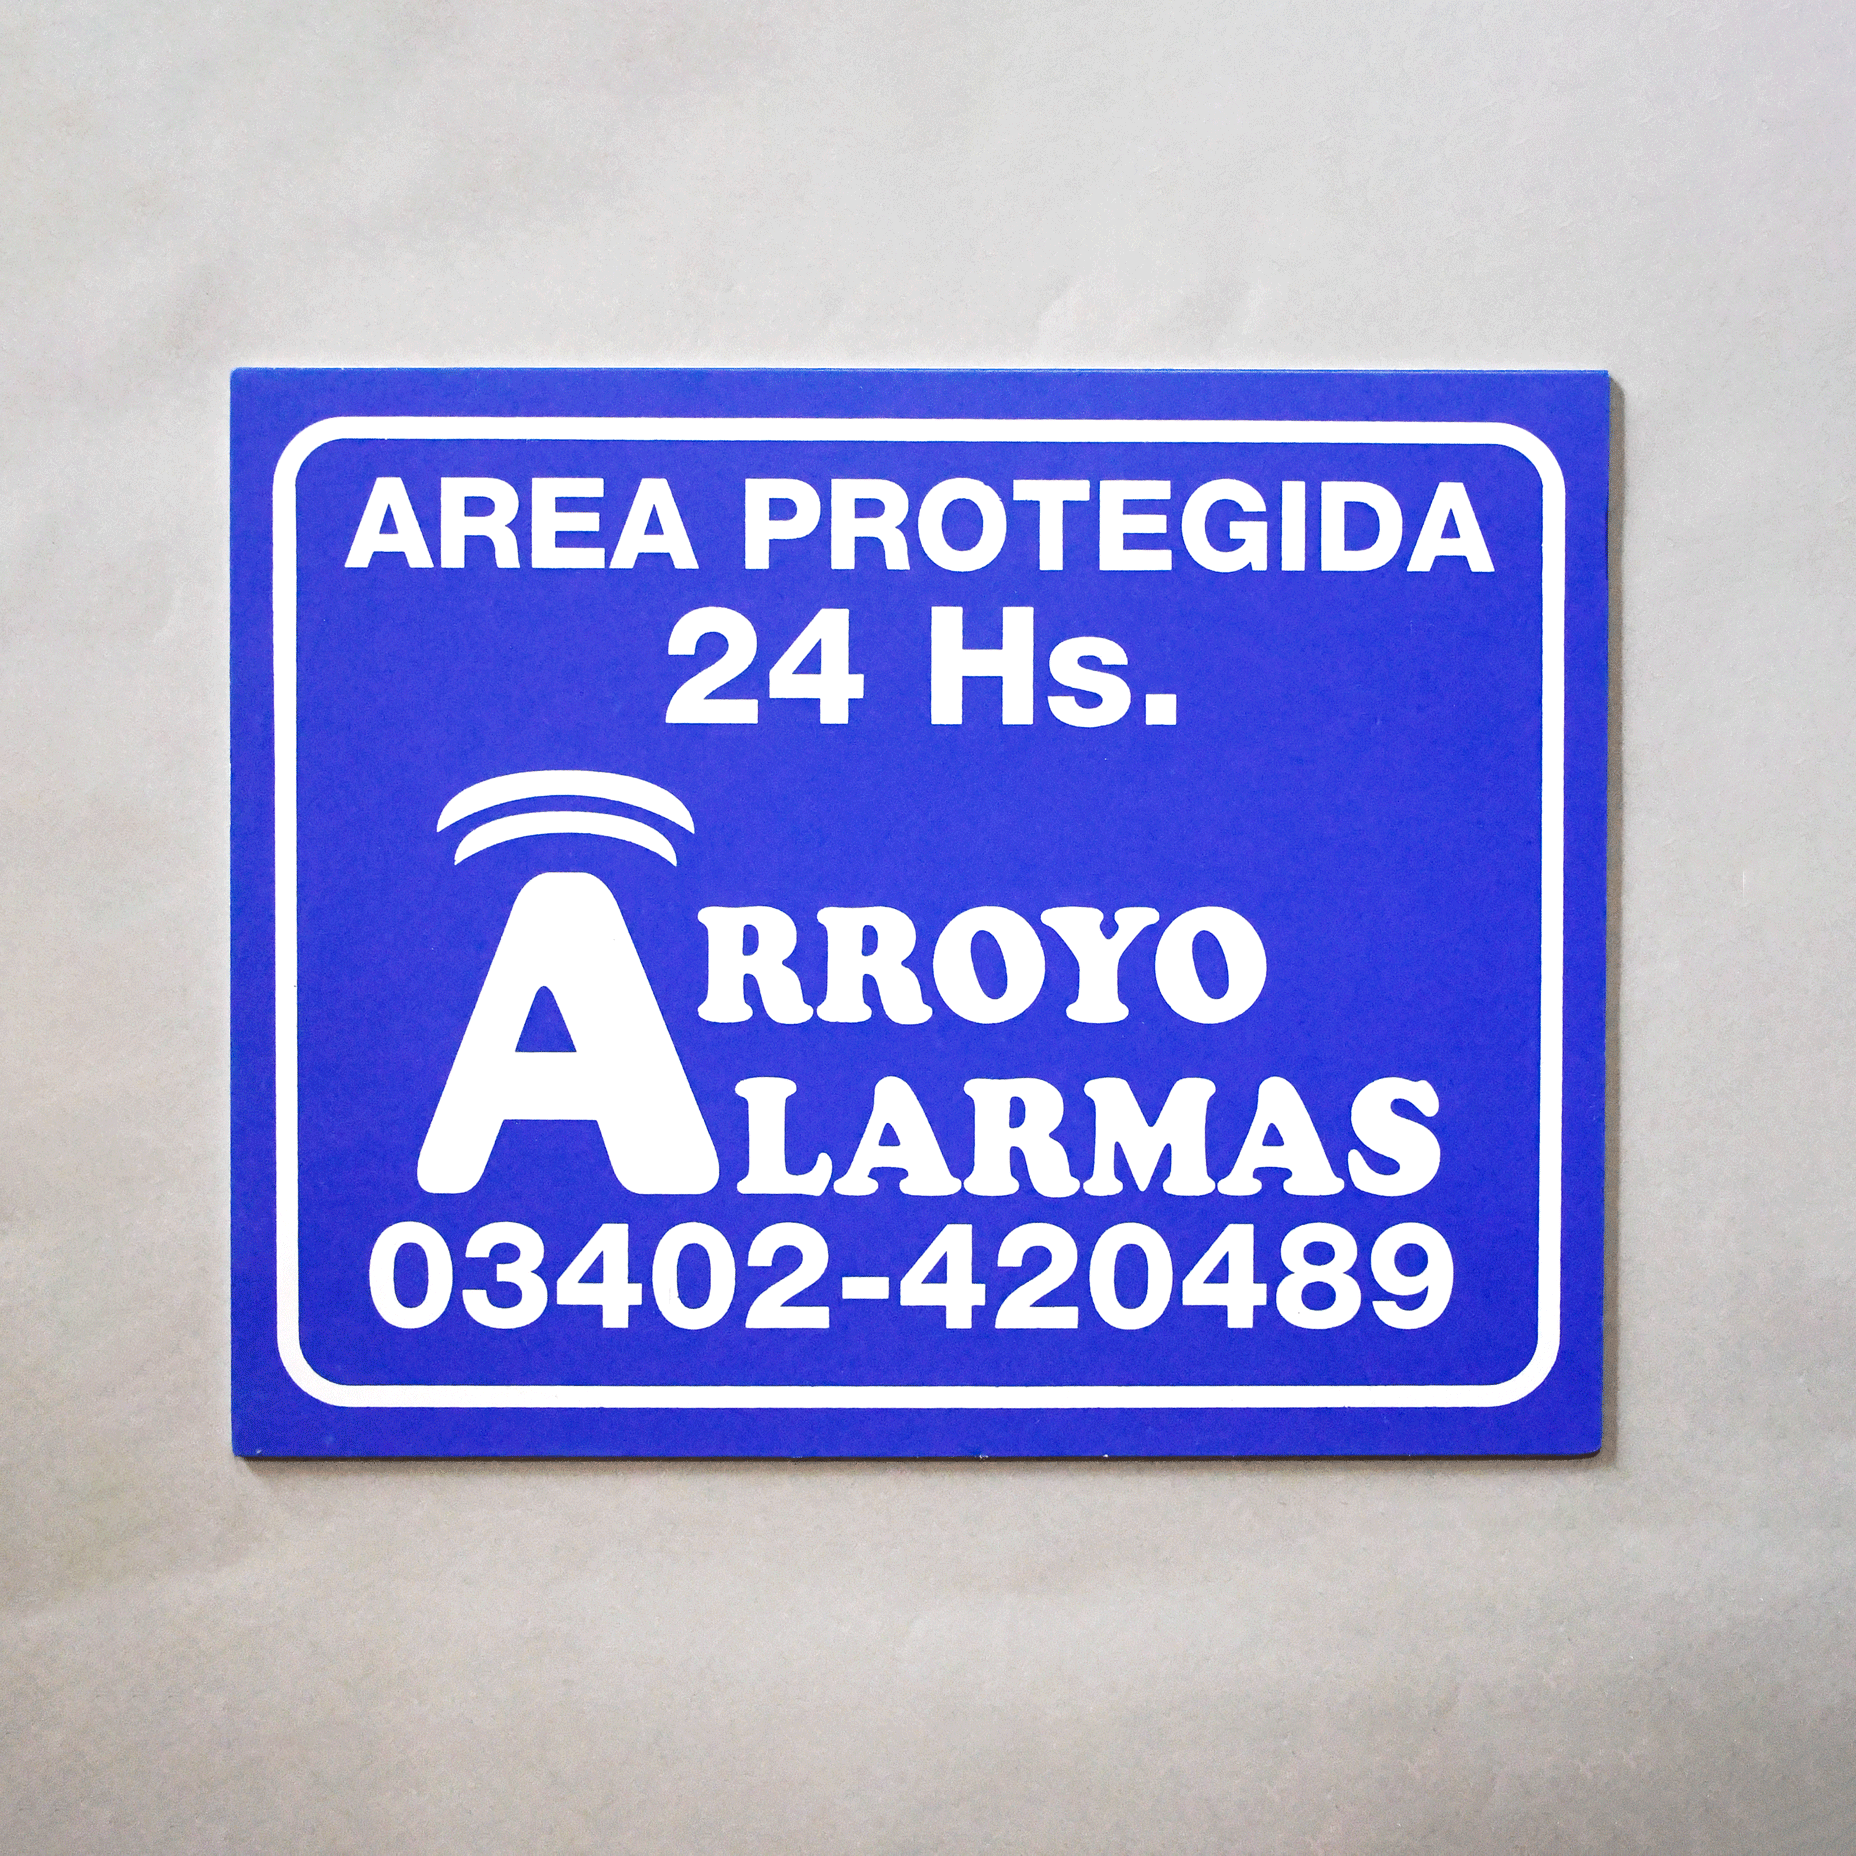 AREA PROTEGIDA
24 Hs.
ARROYO
ALARMAS
03402-420489